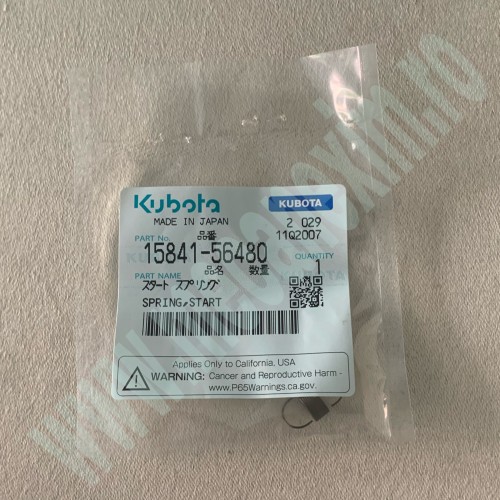 Kubota
KUBOTA
MADE IN JAPAN
2 029
PART No.
品番
11Q2007
15841-56480
QUANTITY
品名
数量
1
PART NAME
スタート スプリング
SPRING,START
Applies Only to California, USA
WARNING: Cancer and Reproductive Harm -
www.P65Warnings.ca.gov.